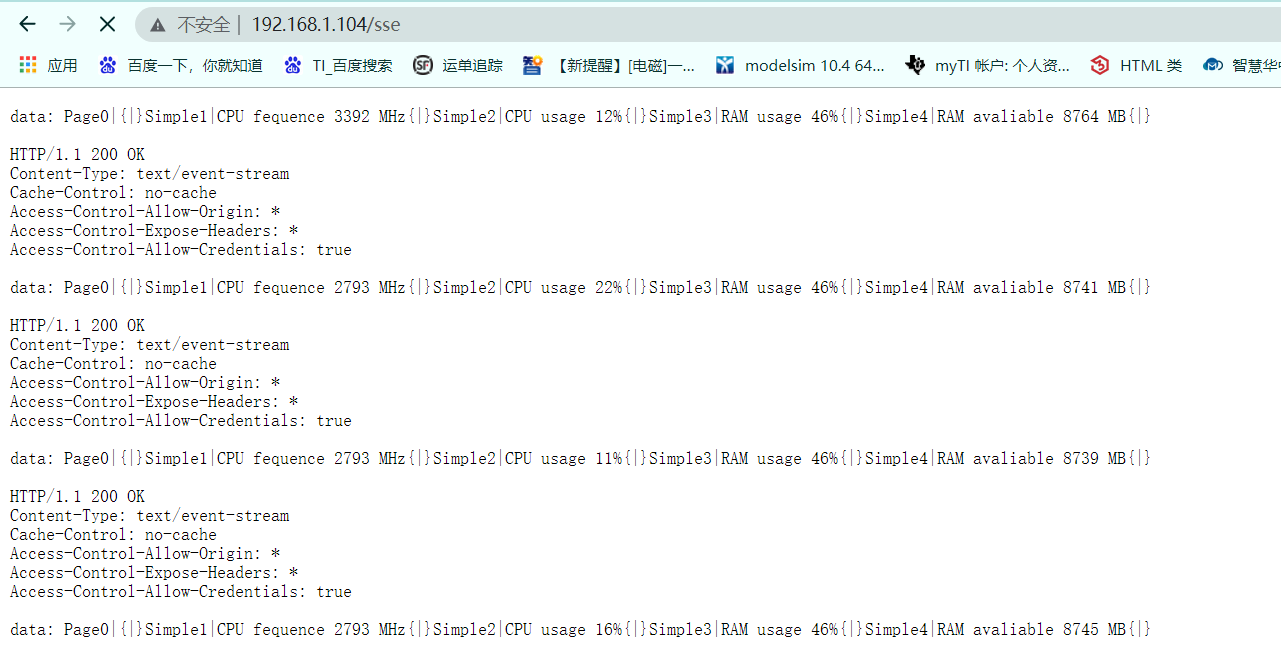 不安全 | 192.168.1.104/sse
应用 百度一下，你就知道 TI_百度搜索 SF 运单追踪 【新提醒】[电磁]一... modelsim 10.4 64... myTI 帐户: 个人资... HTML 类 智慧华
data: Page0|{|}Simple1|CPU fequence 3392 MHz{|}Simple2|CPU usage 12%{|}Simple3|RAM usage 46%{|}Simple4|RAM avaliable 8764 MB{|}
HTTP/1.1 200 OK
Content-Type: text/event-stream
Cache-Control: no-cache
Access-Control-Allow-Origin: *
Access-Control-Expose-Headers: *
Access-Control-Allow-Credentials: true
data: Page0|{|}Simple1|CPU fequence 2793 MHz{|}Simple2|CPU usage 22%{|}Simple3|RAM usage 46%{|}Simple4|RAM avaliable 8741 MB{|}
HTTP/1.1 200 OK
Content-Type: text/event-stream
Cache-Control: no-cache
Access-Control-Allow-Origin: *
Access-Control-Expose-Headers: *
Access-Control-Allow-Credentials: true
data: Page0|{|}Simple1|CPU fequence 2793 MHz{|}Simple2|CPU usage 11%{|}Simple3|RAM usage 46%{|}Simple4|RAM avaliable 8739 MB{|}
HTTP/1.1 200 OK
Content-Type: text/event-stream
Cache-Control: no-cache
Access-Control-Allow-Origin: *
Access-Control-Expose-Headers: *
Access-Control-Allow-Credentials: true
data: Page0|{|}Simple1|CPU fequence 2793 MHz{|}Simple2|CPU usage 16%{|}Simple3|RAM usage 46%{|}Simple4|RAM avaliable 8745 MB{|}